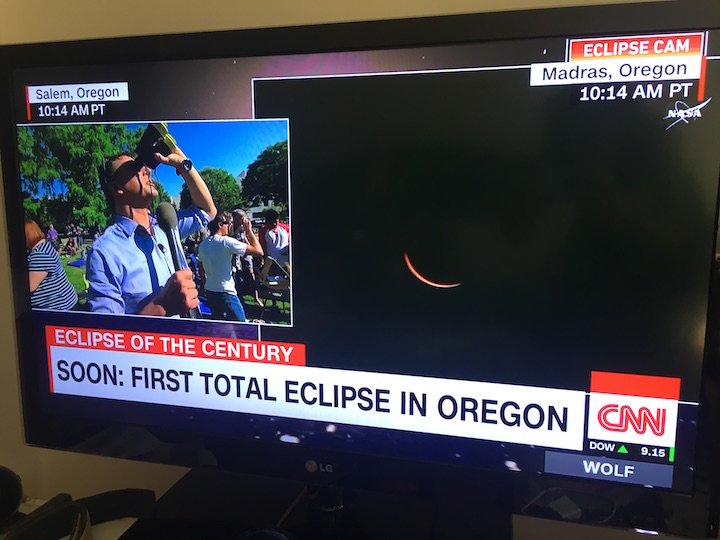 ECLIPSE CAM
Salem, Oregon
10:14 AM PT
Madras, Oregon
10:14 AM PT
NASA
ECLIPSE OF THE CENTURY
SOON: FIRST TOTAL ECLIPSE IN OREGON
CNN
DOW ▲ 9.15
WOLF
LG